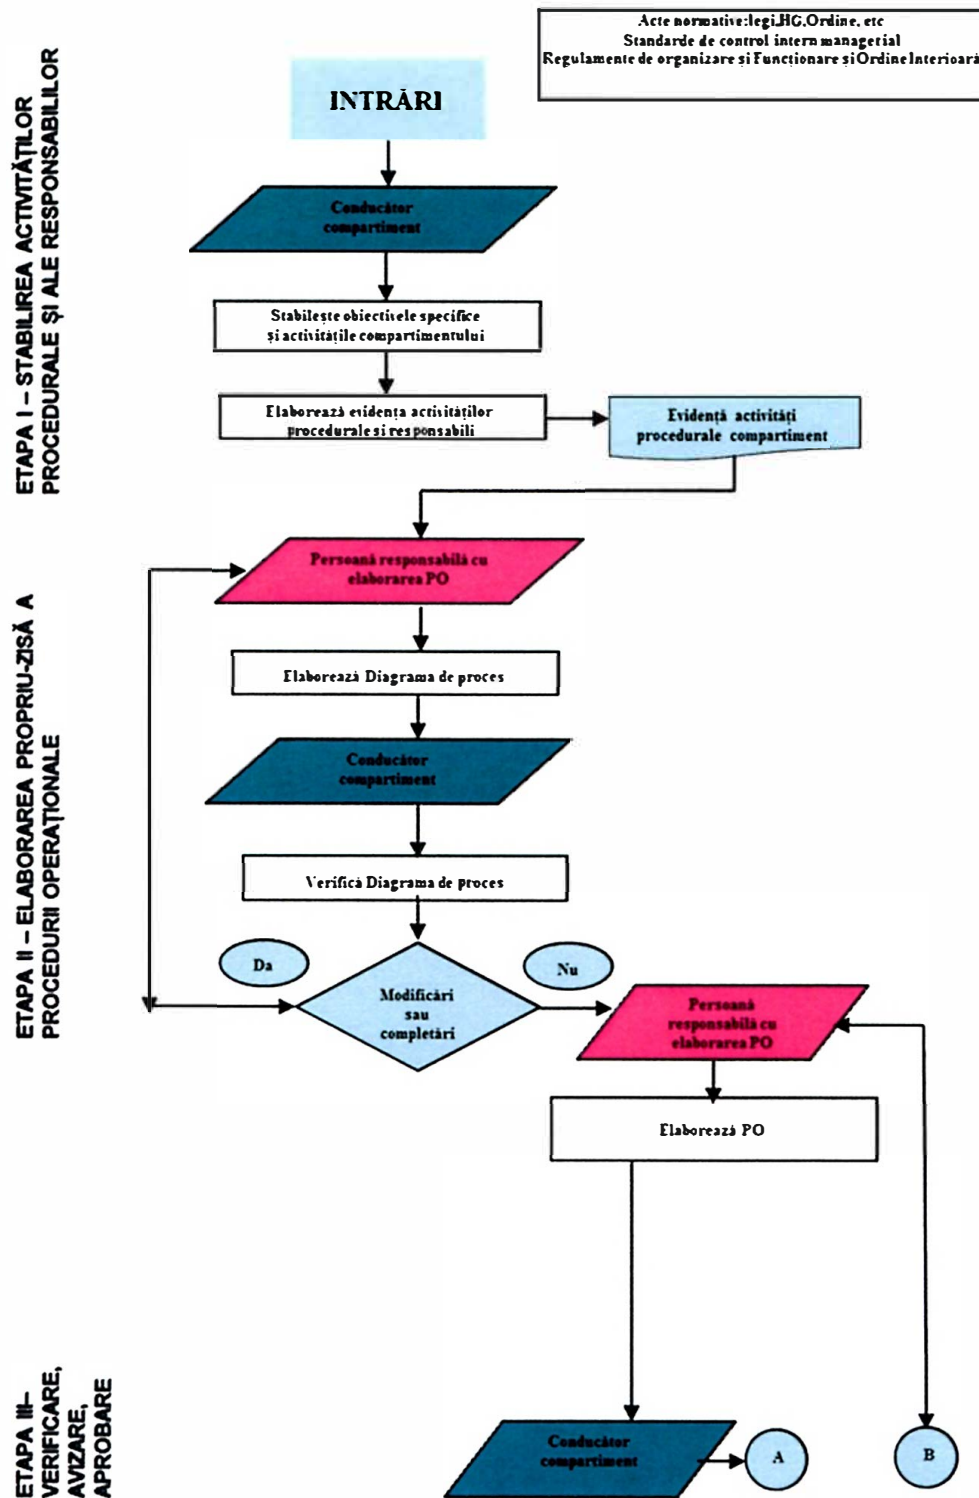 Acte normative:legi,HG,Ordine, etc
Standarde de control intern managerial
Regulamente de organizare si Funcționare si Ordine Interioară
ETAPA I – STABILIREA ACTIVITĂȚILOR
PROCEDURALE ȘI ALE RESPONSABILILOR
INTRĂRI
Conducător
compartiment
Stabilește obiectivele specifice
și activitățile compartimentului
Elaborează evidența activităților
procedurale si responsabili
Evidență activități
procedurale compartiment
ETAPA II – ELABORAREA PROPRIU-ZISĂ A
PROCEDURII OPERAȚIONALE
Persoană responsabilă cu
elaborarea PO
Elaborează Diagrama de proces
Conducător
compartiment
Verifică Diagrama de proces
Da
Modificări
sau
completări
Nu
Persoană
responsabilă cu
elaborarea PO
Elaborează PO
ETAPA III–
VERIFICARE,
AVIZARE,
APROBARE
Conducător
compartiment
A
B